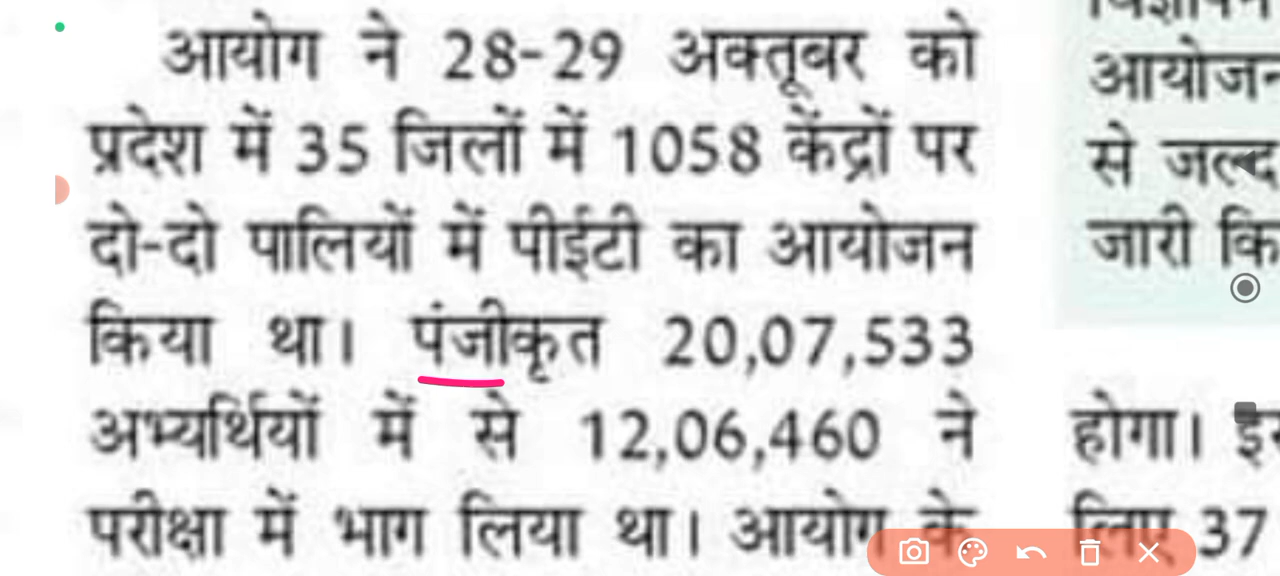 आयोग ने 28-29 अक्तूबर को
प्रदेश में 35 जिलों में 1058 केंद्रों पर
दो-दो पालियों में पीईटी का आयोजन
किया था। पंजीकृत 20,07,533
अभ्यर्थियों में से 12,06,460 ने
परीक्षा में भाग लिया था। आयोग के
आयोजन
से जल्द
जारी
होगा।
लिए 37